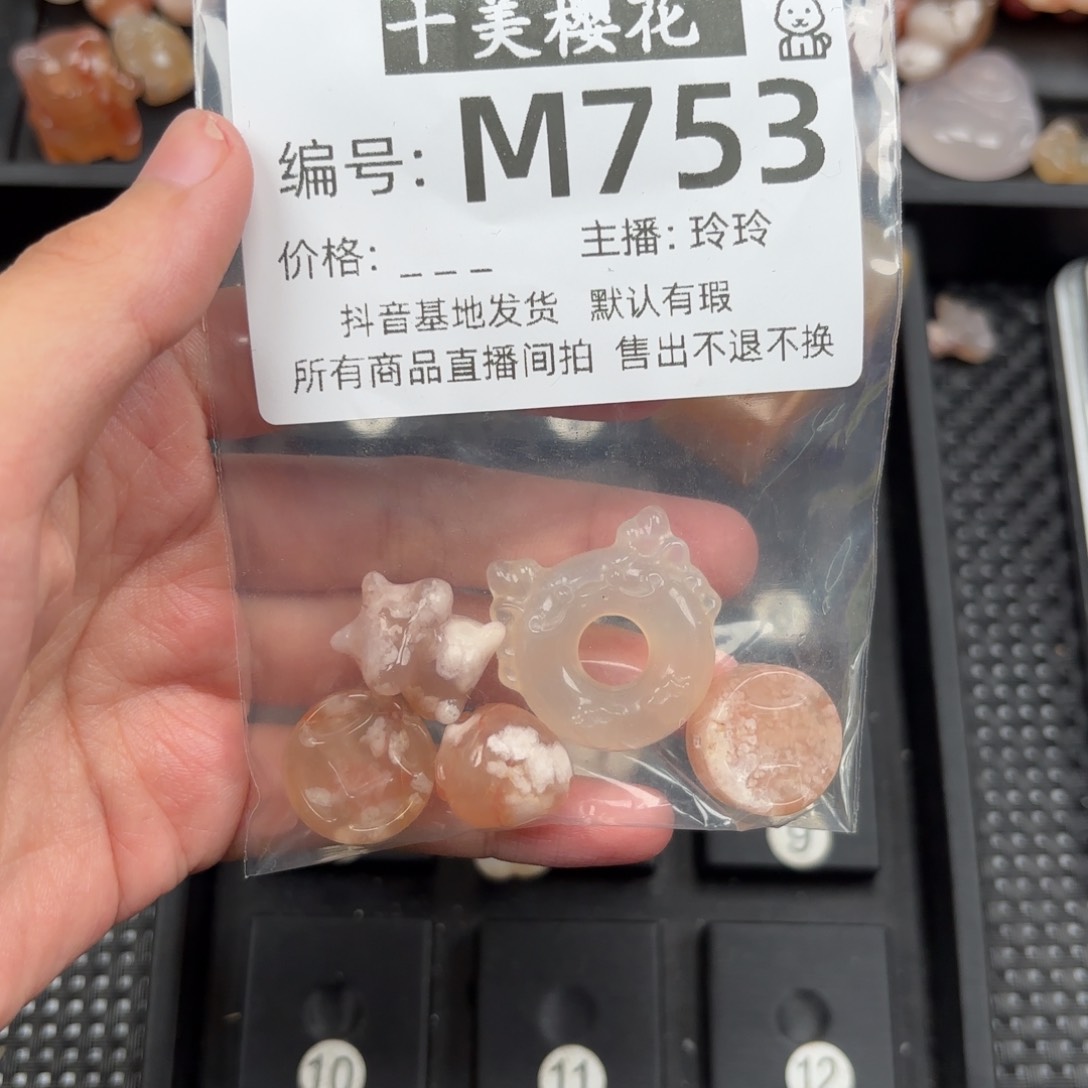 十美樱花
编号: M753
价格: _ _ _ 主播: 玲玲
抖音基地发货 默认有瑕
所有商品直播间拍 售出不退不换
9
10
11
12